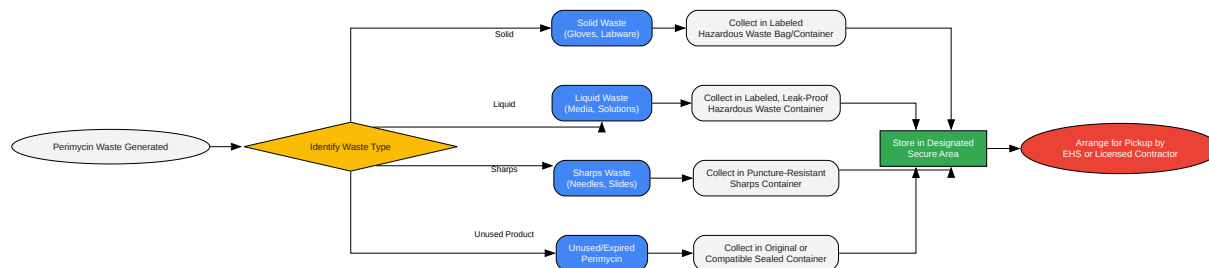 Perimycin Waste Generated
Identify Waste Type
Solid
Solid Waste
(Gloves, Labware)
Collect in Labeled
Hazardous Waste Bag/Container
Liquid
Liquid Waste
(Media, Solutions)
Collect in Labeled, Leak-Proof
Hazardous Waste Container
Sharps
Sharps Waste
(Needles, Slides)
Collect in Puncture-Resistant
Sharps Container
Unused Product
Unused/Expired
Perimycin
Collect in Original or
Compatible Sealed Container
Store in Designated
Secure Area
Arrange for Pickup by
EHS or Licensed Contractor